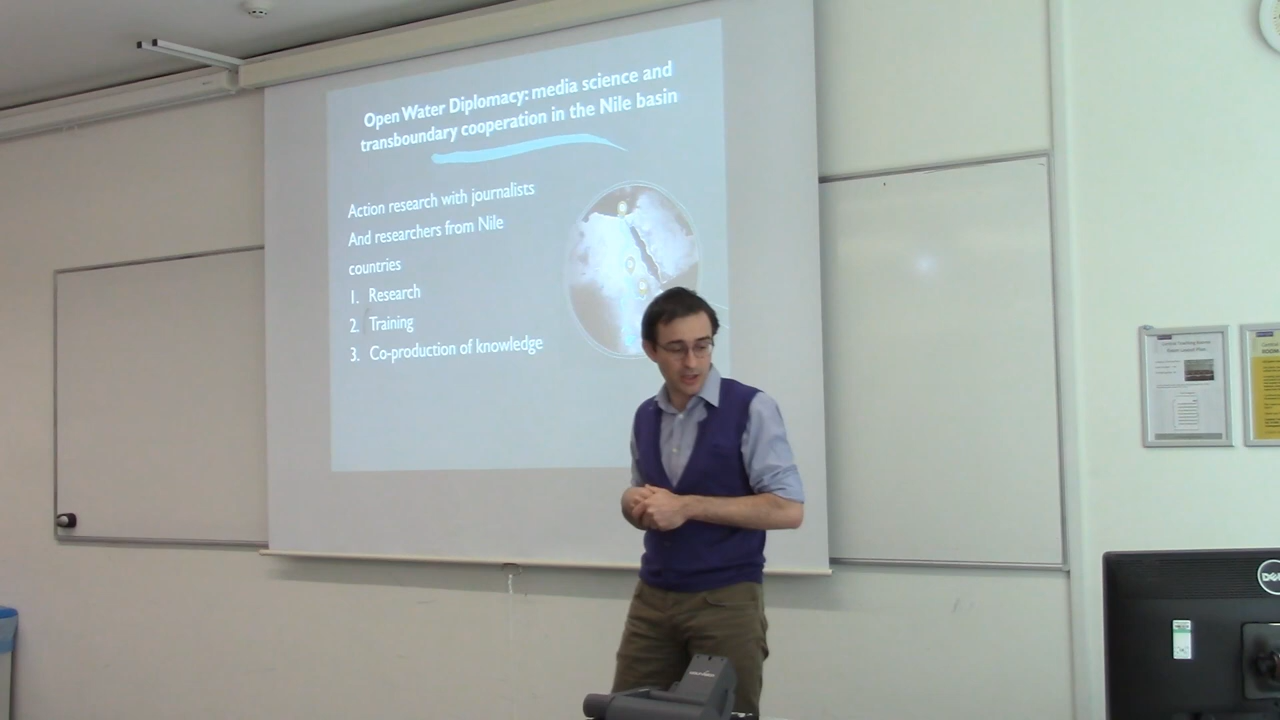 Open Water Diplomacy: media science and
transboundary cooperation in the Nile basin
Action research with journalists
And researchers from Nile
countries
1. Research
2. Training
3. Co-production of knowledge
DELL